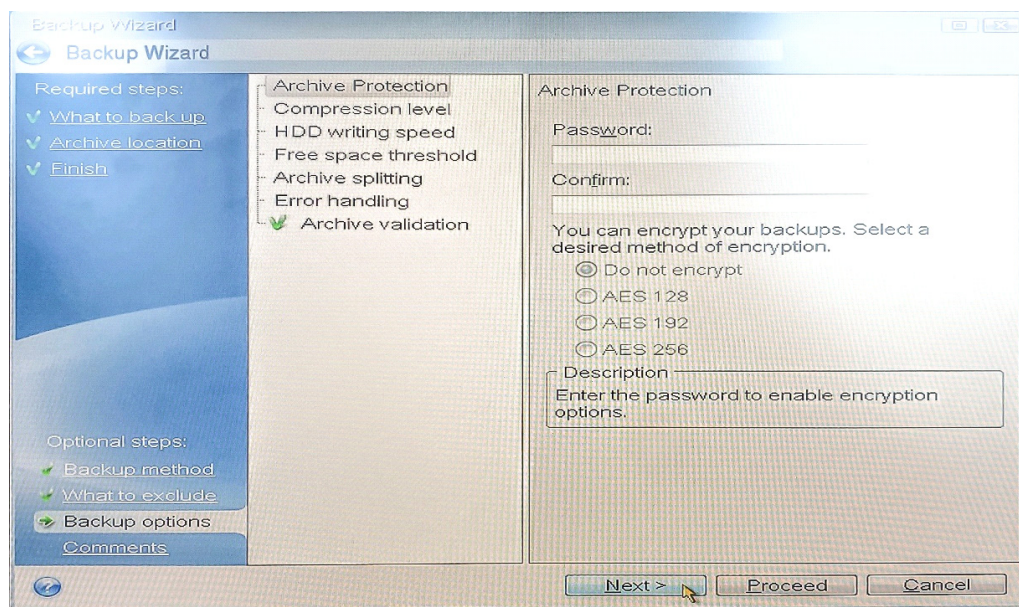 Backup Wizard
Backup Wizard
Required steps:
What to back up
Archive location
Finish
Optional steps:
Backup method
What to exclude
Backup options
Comments
Archive Protection
Compression level
HDD writing speed
Free space threshold
Archive splitting
Error handling
Archive validation
Archive Protection
Password:
Confirm:
You can encrypt your backups. Select a
desired method of encryption.
Do not encrypt
AES 128
AES 192
AES 256
Description
Enter the password to enable encryption
options.
Next >
Proceed
Cancel